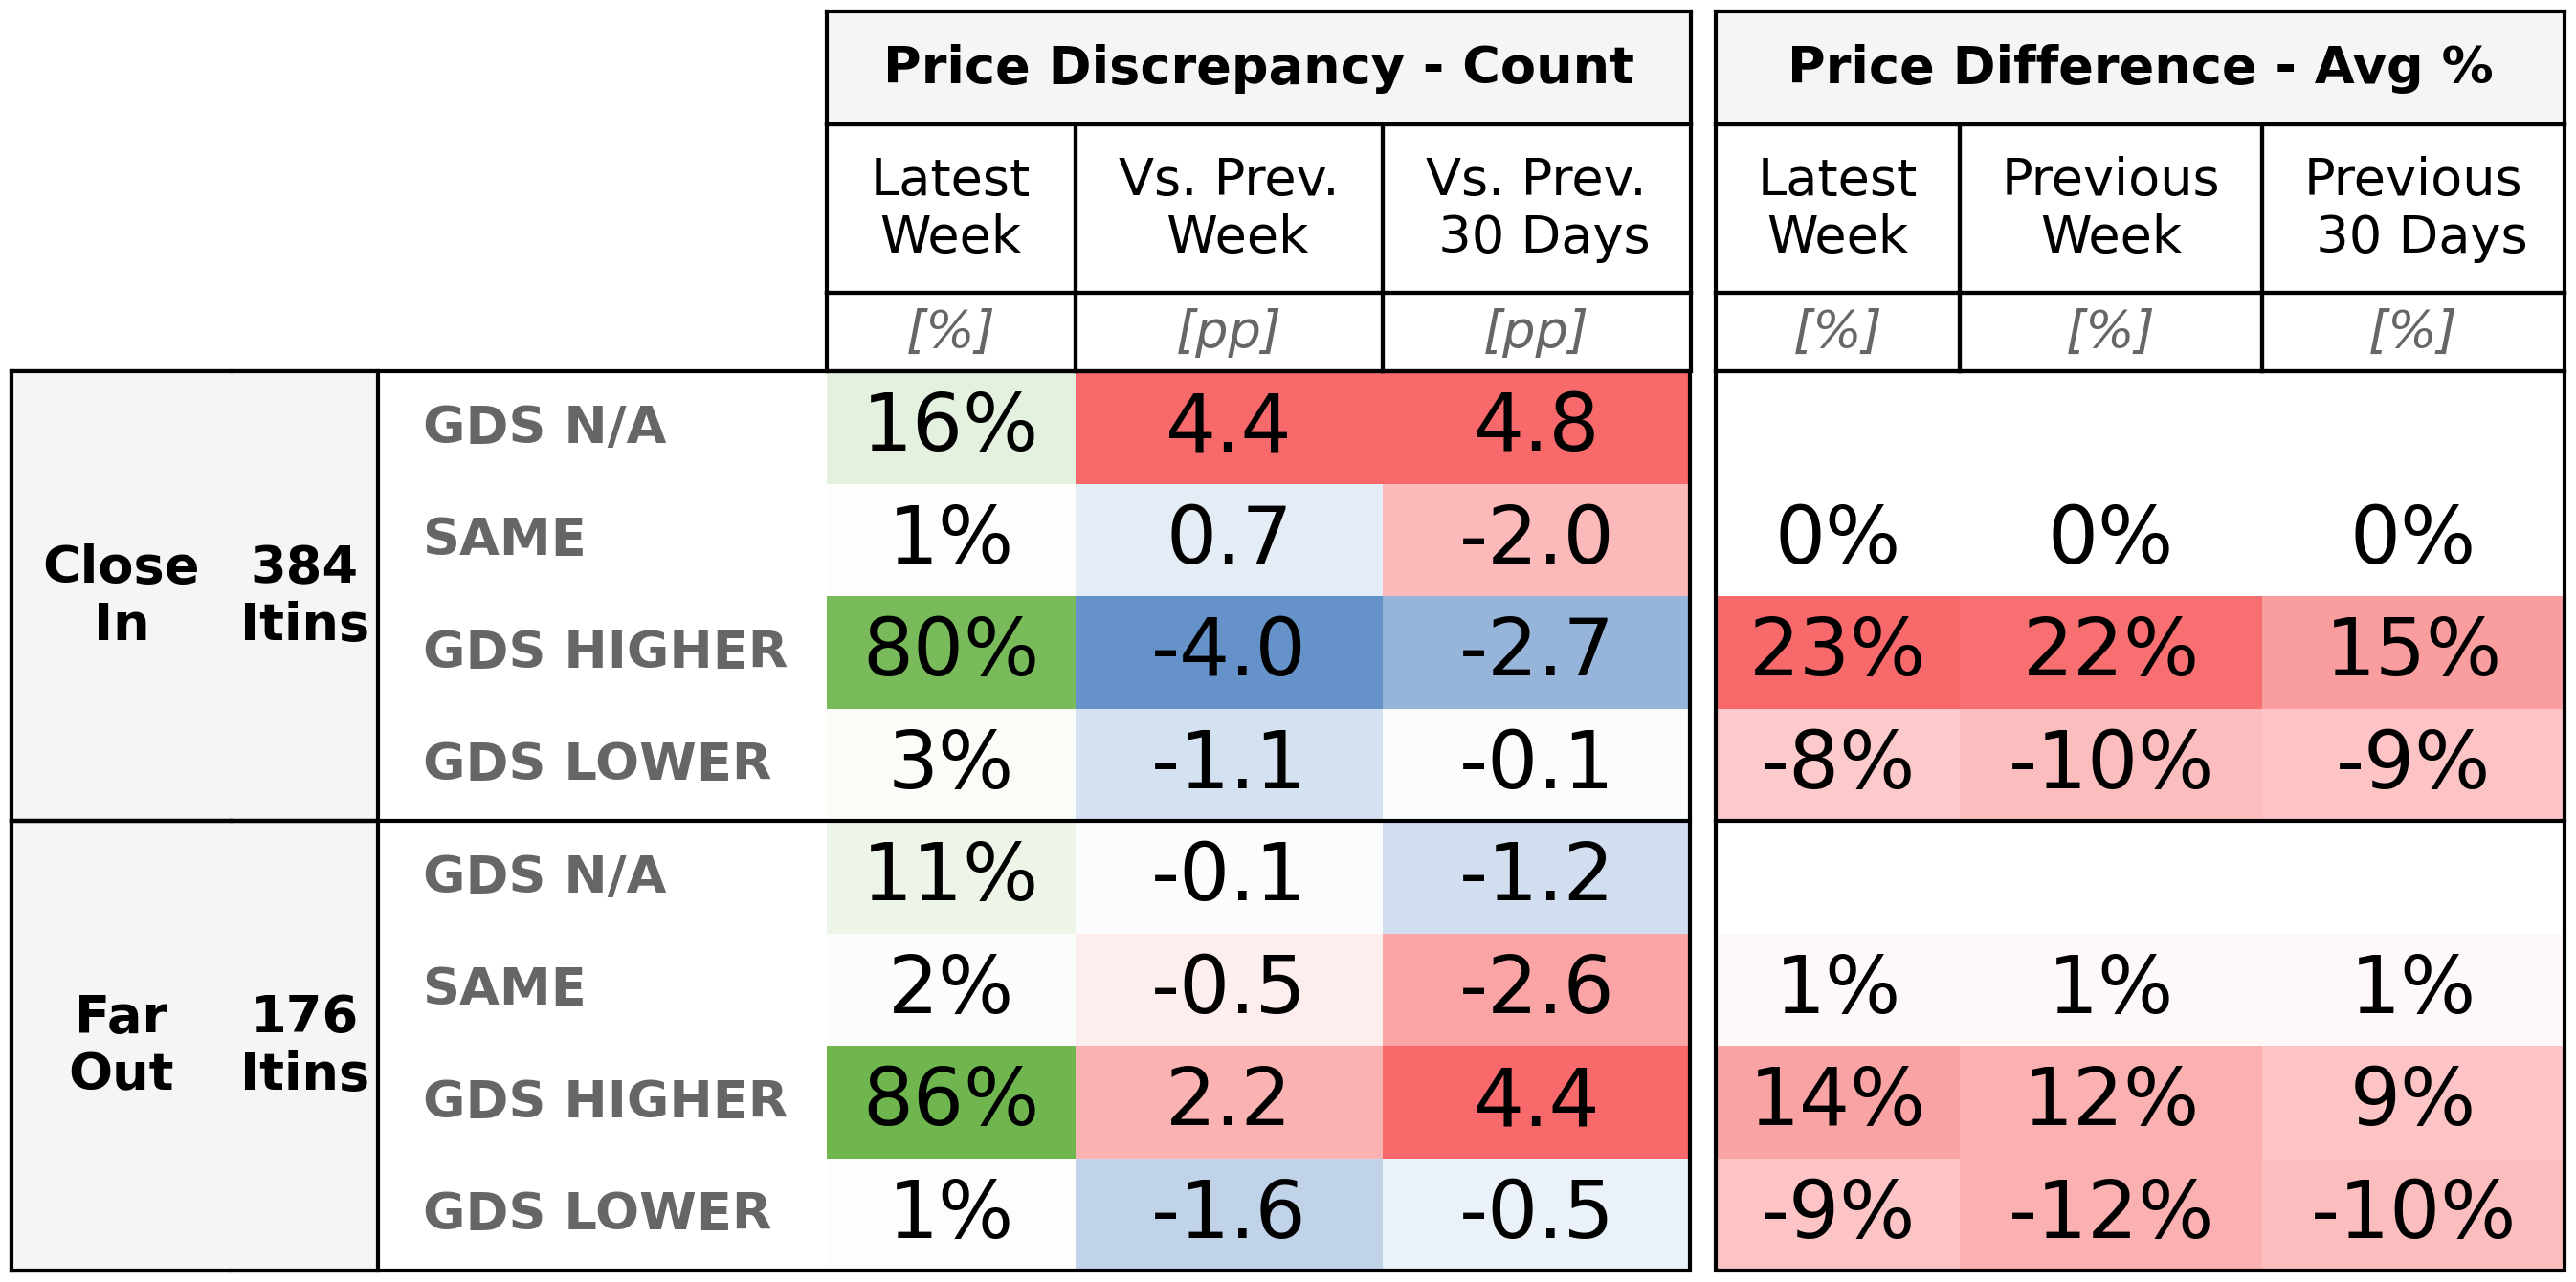 Price Discrepancy - Count Price Difference - Avg %
Latest Week Vs. Prev. Week Vs. Prev. 30 Days Latest Week Previous Week Previous 30 Days
[%] [pp] [pp] [%] [%] [%]
Close In 384 Itins
GDS N/A 16% 4.4 4.8
SAME 1% 0.7 -2.0 0% 0% 0%
GDS HIGHER 80% -4.0 -2.7 23% 22% 15%
GDS LOWER 3% -1.1 -0.1 -8% -10% -9%
Far Out 176 Itins
GDS N/A 11% -0.1 -1.2
SAME 2% -0.5 -2.6 1% 1% 1%
GDS HIGHER 86% 2.2 4.4 14% 12% 9%
GDS LOWER 1% -1.6 -0.5 -9% -12% -10%